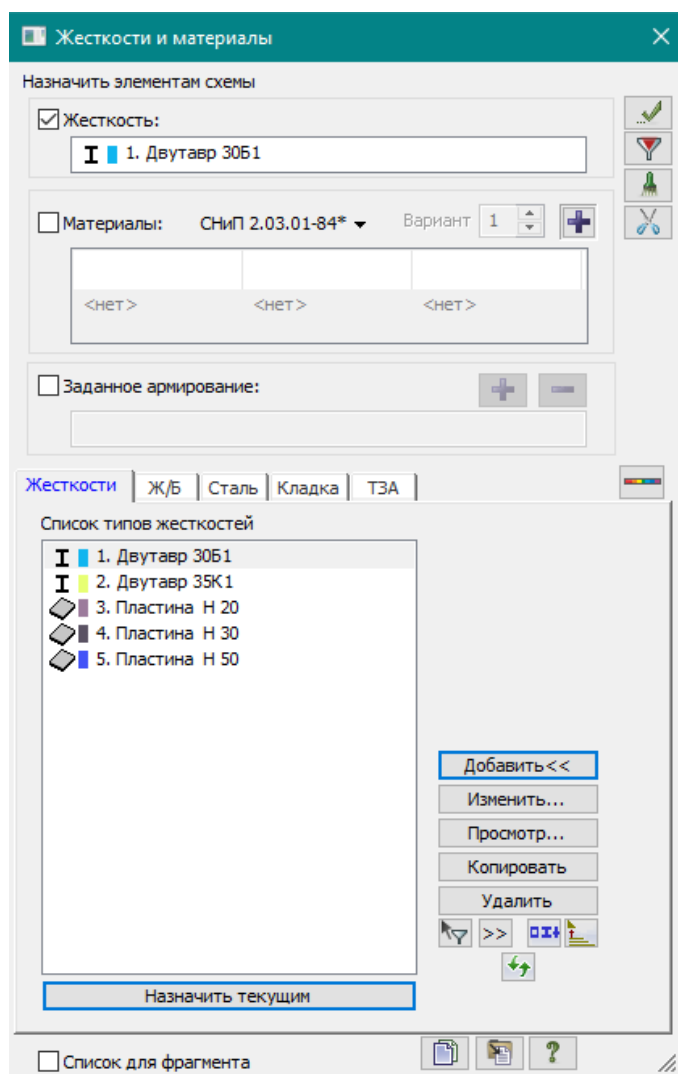 Жесткости и материалы
Назначить элементам схемы
Жесткость:
1. Двутавр 30Б1
Материалы: СНиП 2.03.01-84* Вариант 1
<нет> <нет> <нет>
Заданное армирование:
Жесткости Ж/Б Сталь Кладка ТЗА
Список типов жесткостей
1. Двутавр 30Б1
2. Двутавр 35К1
3. Пластина Н 20
4. Пластина Н 30
5. Пластина Н 50
Добавить<<
Изменить...
Просмотр...
Копировать
Удалить
>>
Назначить текущим
Список для фрагмента